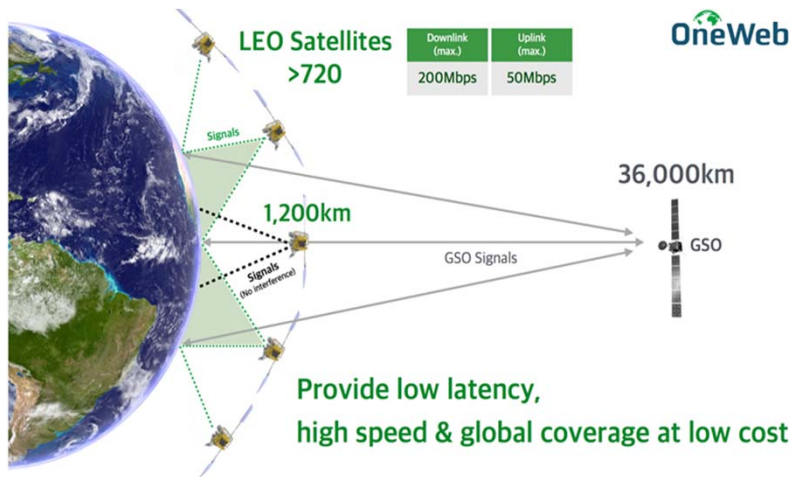 LEO Satellites
>720
Downlink
(max.)
Uplink
(max.)
200Mbps
50Mbps
OneWeb
Signals
36,000km
1,200km
GSO
GSO Signals
Signals
(No interference)
Provide low latency,
high speed & global coverage at low cost